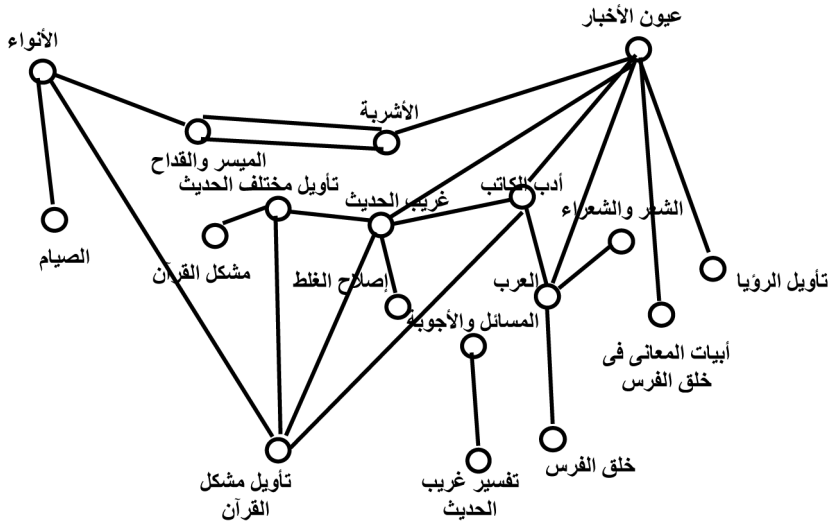 عيون الأخبار
الأنواء
الأشربة
الميسر والقداح
تأويل مختلف الحديث
أدب الكاتب
غريب الحديث
الشعر والشعراء
الصيام
مشكل القرآن
إصلاح الغلط
العرب
تأويل الرؤيا
المسائل والأجوبة
أبيات المعانى فى
خلق الفرس
خلق الفرس
تأويل مشكل
القرآن
تفسير غريب
الحديث